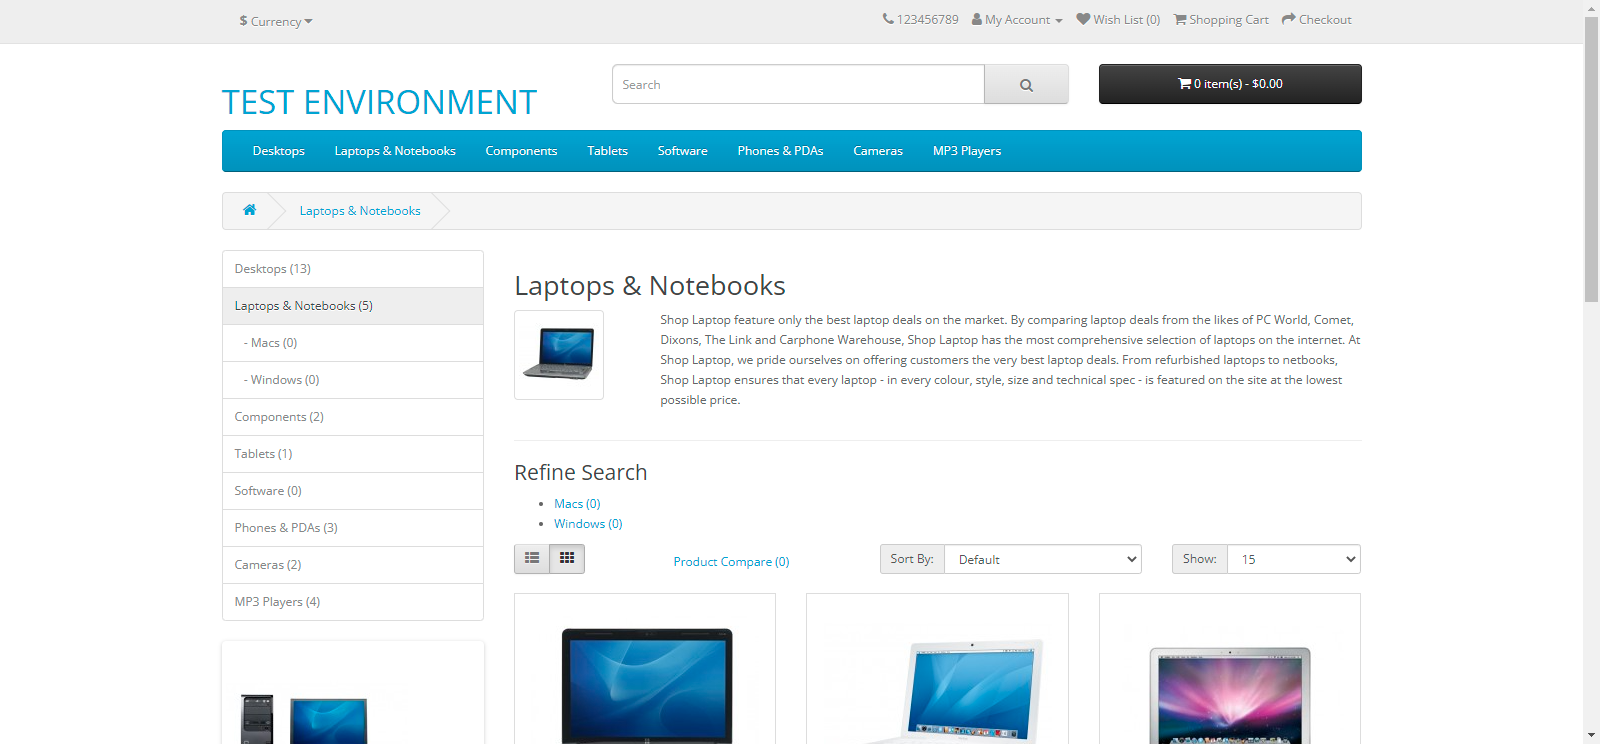 $ Currency
123456789 My Account Wish List (0) Shopping Cart Checkout
TEST ENVIRONMENT
Search
0 item(s) - $0.00
Desktops Laptops & Notebooks Components Tablets Software Phones & PDAs Cameras MP3 Players
Laptops & Notebooks
Desktops (13)
Laptops & Notebooks (5)
- Macs (0)
- Windows (0)
Components (2)
Tablets (1)
Software (0)
Phones & PDAs (3)
Cameras (2)
MP3 Players (4)
Laptops & Notebooks
Shop Laptop feature only the best laptop deals on the market. By comparing laptop deals from the likes of PC World, Comet,
Dixons, The Link and Carphone Warehouse, Shop Laptop has the most comprehensive selection of laptops on the internet. At
Shop Laptop, we pride ourselves on offering customers the very best laptop deals. From refurbished laptops to netbooks,
Shop Laptop ensures that every laptop - in every colour, style, size and technical spec - is featured on the site at the lowest
possible price.
Refine Search
Macs (0)
Windows (0)
Product Compare (0)
Sort By: Default
Show: 15